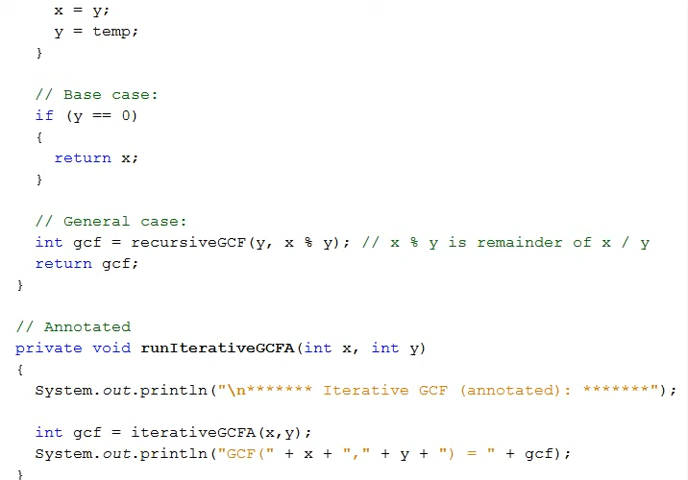 x = y;
y = temp;
}
// Base case:
if (y == 0)
{
return x;
}
// General case:
int gcf = recursiveGCF(y, x % y); // x % y is remainder of x / y
return gcf;
}
// Annotated
private void runIterativeGCFA(int x, int y)
{
System.out.println("\n******* Iterative GCF (annotated): *******");
int gcf = iterativeGCFA(x,y);
System.out.println("GCF(" + x + "," + y + ") = " + gcf);
}